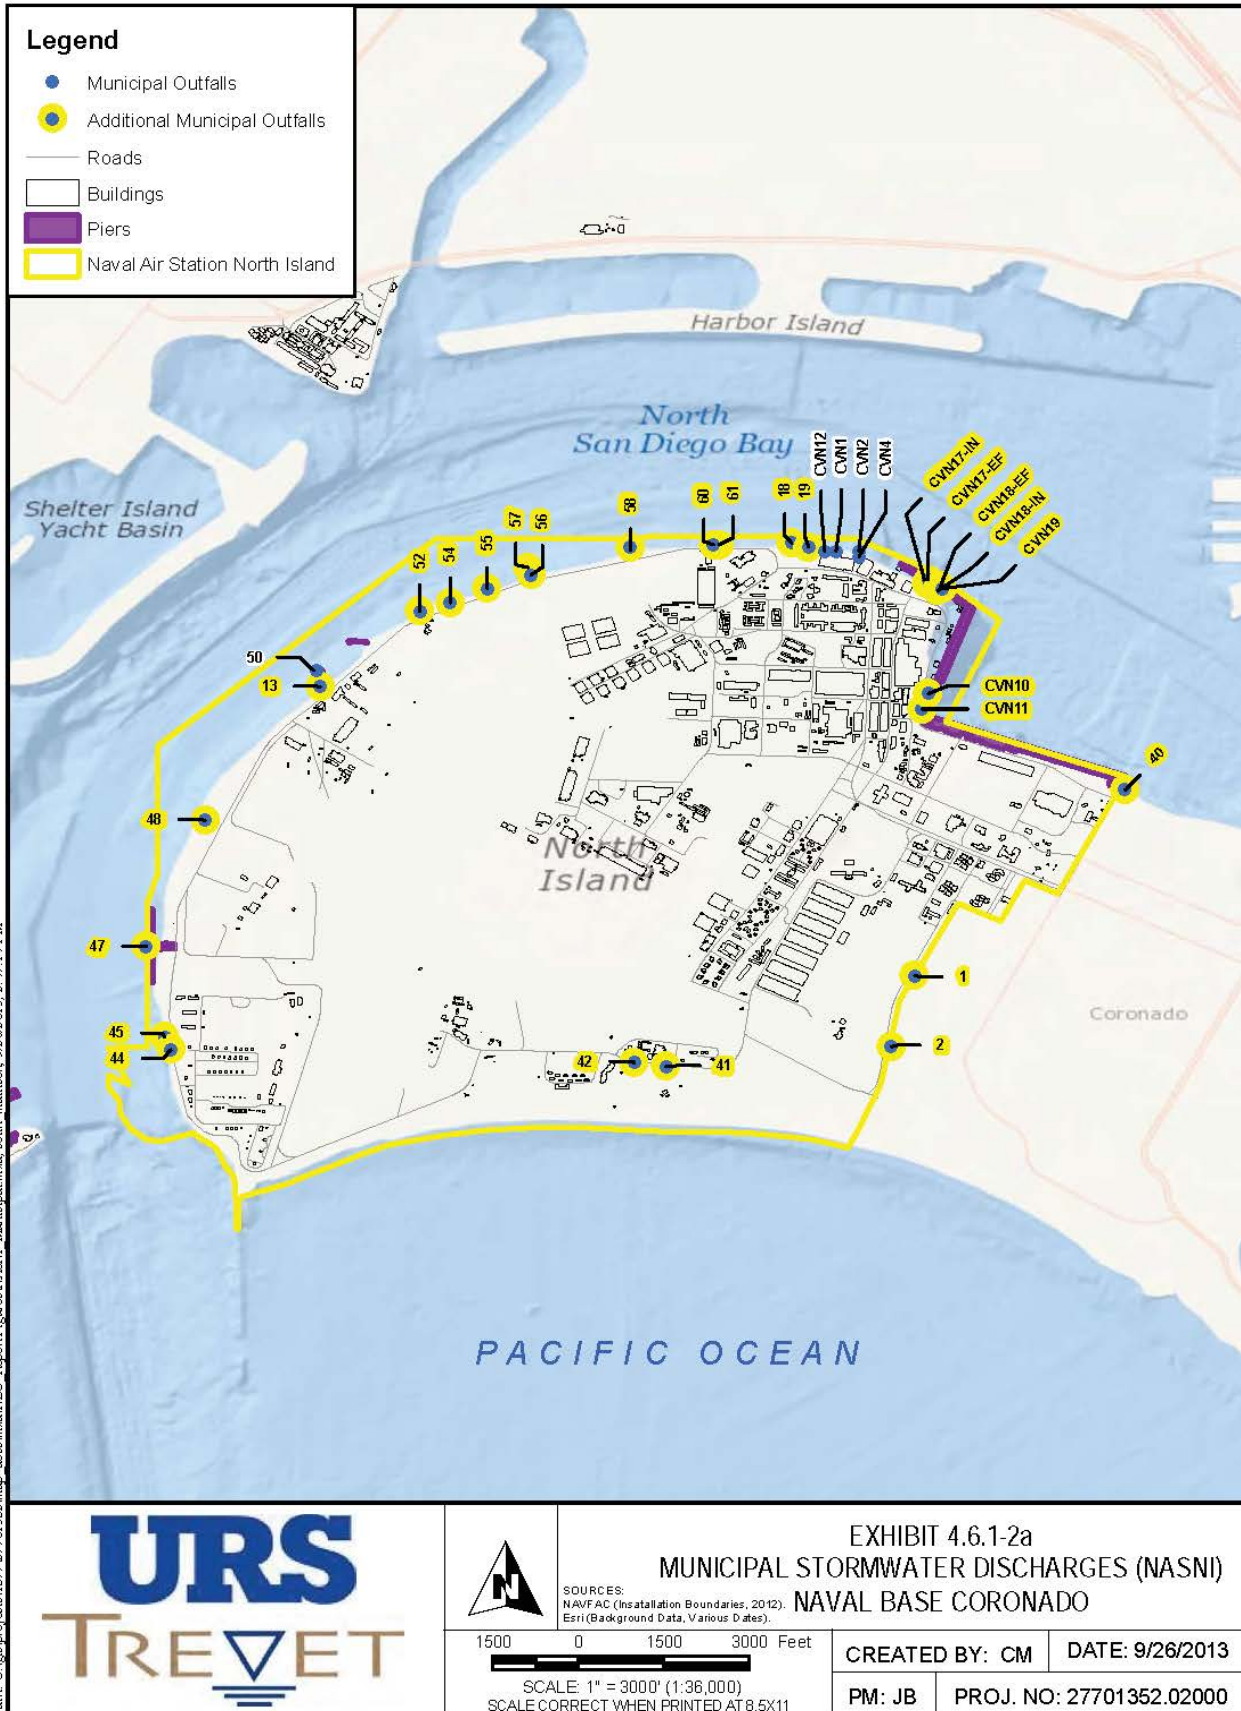 Legend
Municipal Outfalls
Additional Municipal Outfalls
Roads
Buildings
Piers
Naval Air Station North Island
Harbor Island
North
San Diego Bay
Shelter Island
Yacht Basin
CVN12
CVN1
CVN2
CVN4
CVN17-IN
CVN17-EF
CVN18-EF
CVN18-IN
CVN19
52
54
55
57
56
58
60
61
18
19
50
13
CVN10
CVN11
40
48
North
Island
47
1
Coronado
45
44
42
41
2
PACIFIC OCEAN
URS
TREVET
N
SOURCES:
NAVFAC (Insatallation Boundaries, 2012).
Esri (Background Data, Various Dates).
EXHIBIT 4.6.1-2a
MUNICIPAL STORMWATER DISCHARGES (NASNI)
NAVAL BASE CORONADO
1500 0 1500 3000 Feet
SCALE: 1" = 3000' (1:36,000)
SCALE CORRECT WHEN PRINTED AT 8.5X11
CREATED BY: CM
DATE: 9/26/2013
PM: JB
PROJ. NO: 27701352.02000